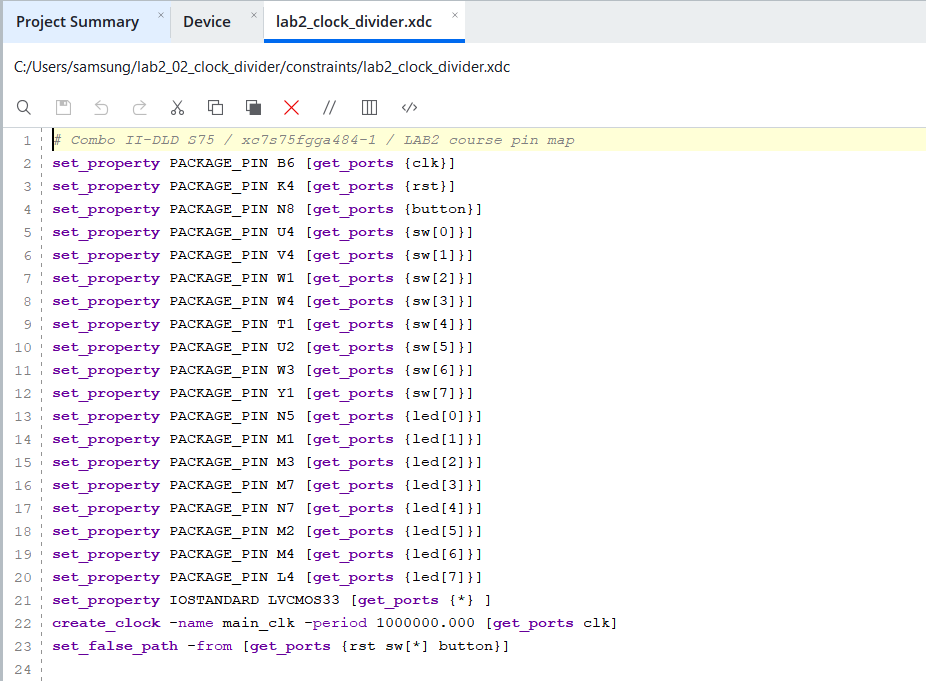 Project Summary × Device × lab2_clock_divider.xdc ×
C:/Users/samsung/lab2_02_clock_divider/constraints/lab2_clock_divider.xdc
1 # Combo II-DLD S75 / xc7s75fgga484-1 / LAB2 course pin map
2 set_property PACKAGE_PIN B6 [get_ports {clk}]
3 set_property PACKAGE_PIN K4 [get_ports {rst}]
4 set_property PACKAGE_PIN N8 [get_ports {button}]
5 set_property PACKAGE_PIN U4 [get_ports {sw[0]}]
6 set_property PACKAGE_PIN V4 [get_ports {sw[1]}]
7 set_property PACKAGE_PIN W1 [get_ports {sw[2]}]
8 set_property PACKAGE_PIN W4 [get_ports {sw[3]}]
9 set_property PACKAGE_PIN T1 [get_ports {sw[4]}]
10 set_property PACKAGE_PIN U2 [get_ports {sw[5]}]
11 set_property PACKAGE_PIN W3 [get_ports {sw[6]}]
12 set_property PACKAGE_PIN Y1 [get_ports {sw[7]}]
13 set_property PACKAGE_PIN N5 [get_ports {led[0]}]
14 set_property PACKAGE_PIN M1 [get_ports {led[1]}]
15 set_property PACKAGE_PIN M3 [get_ports {led[2]}]
16 set_property PACKAGE_PIN M7 [get_ports {led[3]}]
17 set_property PACKAGE_PIN N7 [get_ports {led[4]}]
18 set_property PACKAGE_PIN M2 [get_ports {led[5]}]
19 set_property PACKAGE_PIN M4 [get_ports {led[6]}]
20 set_property PACKAGE_PIN L4 [get_ports {led[7]}]
21 set_property IOSTANDARD LVCMOS33 [get_ports {*} ]
22 create_clock -name main_clk -period 1000000.000 [get_ports clk]
23 set_false_path -from [get_ports {rst sw[*] button}]
24